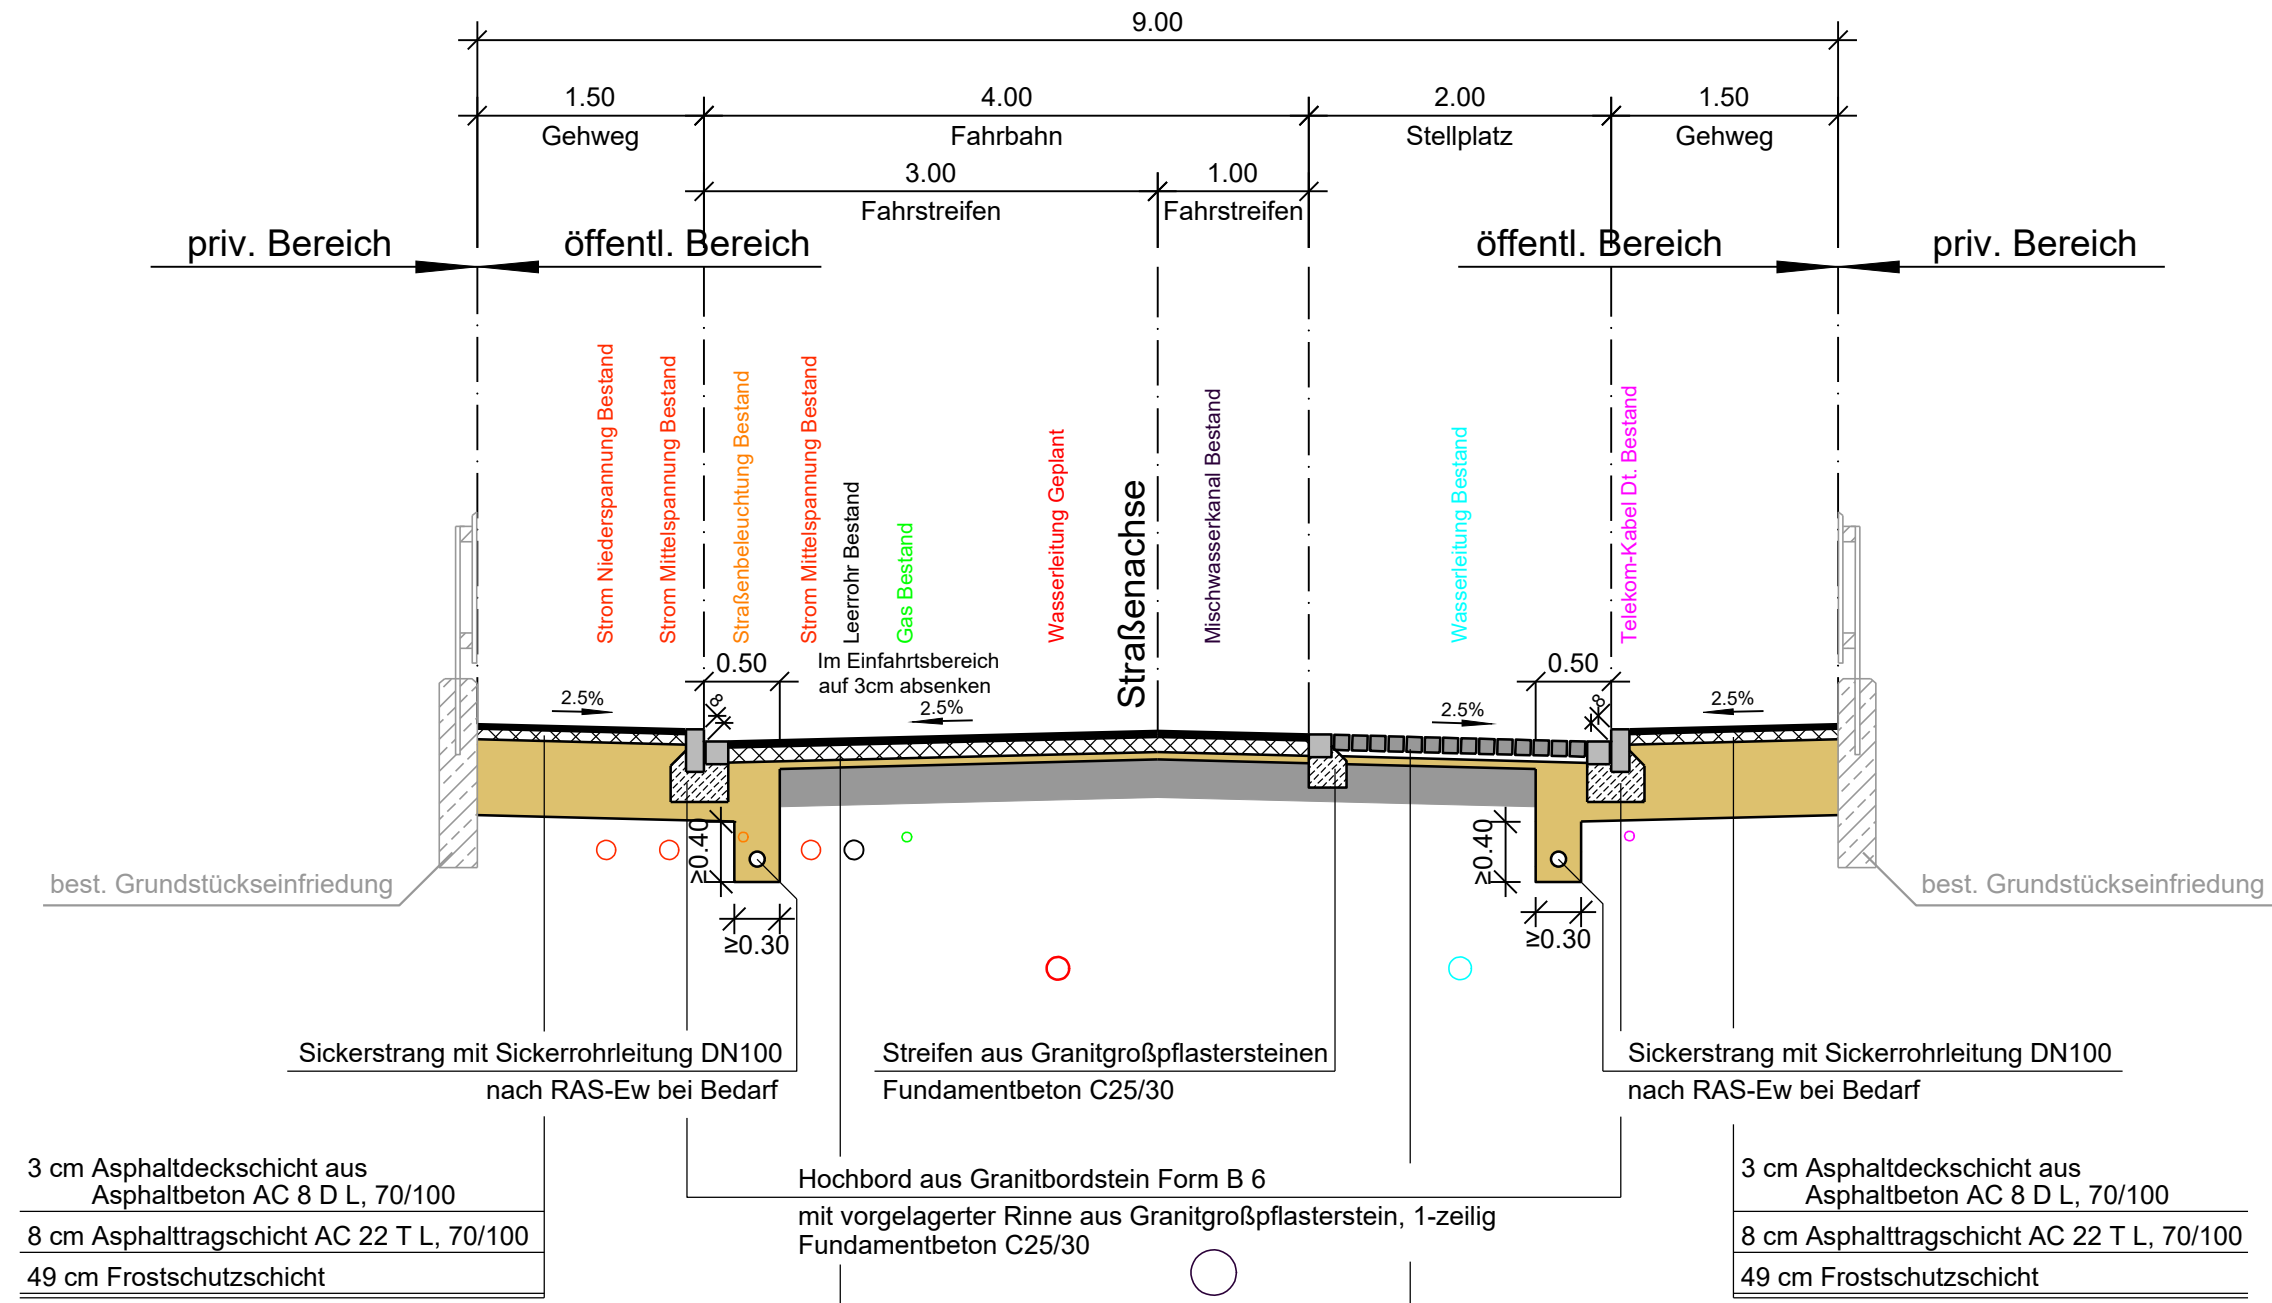 9.00
1.50
4.00
2.00
1.50
Gehweg
Fahrbahn
Stellplatz
Gehweg
3.00
1.00
Fahrstreifen
Fahrstreifen
priv. Bereich
öffentl. Bereich
öffentl. Bereich
priv. Bereich
Strom Niederspannung Bestand
Strom Mittelspannung Bestand
Straßenbeleuchtung Bestand
Strom Mittelspannung Bestand
Leerrohr Bestand
Gas Bestand
Wasserleitung Geplant
Straßenachse
Mischwasserkanal Bestand
Wasserleitung Bestand
Telekom-Kabel Dt. Bestand
0.50
Im Einfahrtsbereich
auf 3cm absenken
0.50
2.5%
8
2.5%
2.5%
8
2.5%
≥0.40
≥0.40
best. Grundstückseinfriedung
best. Grundstückseinfriedung
≥0.30
≥0.30
Sickerstrang mit Sickerrohrleitung DN100
nach RAS-Ew bei Bedarf
Streifen aus Granitgroßpflastersteinen
Fundamentbeton C25/30
Sickerstrang mit Sickerrohrleitung DN100
nach RAS-Ew bei Bedarf
3 cm Asphaltdeckschicht aus
Asphaltbeton AC 8 D L, 70/100
8 cm Asphalttragschicht AC 22 T L, 70/100
49 cm Frostschutzschicht
Hochbord aus Granitbordstein Form B 6
mit vorgelagerter Rinne aus Granitgroßpflasterstein, 1-zeilig
Fundamentbeton C25/30
3 cm Asphaltdeckschicht aus
Asphaltbeton AC 8 D L, 70/100
8 cm Asphalttragschicht AC 22 T L, 70/100
49 cm Frostschutzschicht